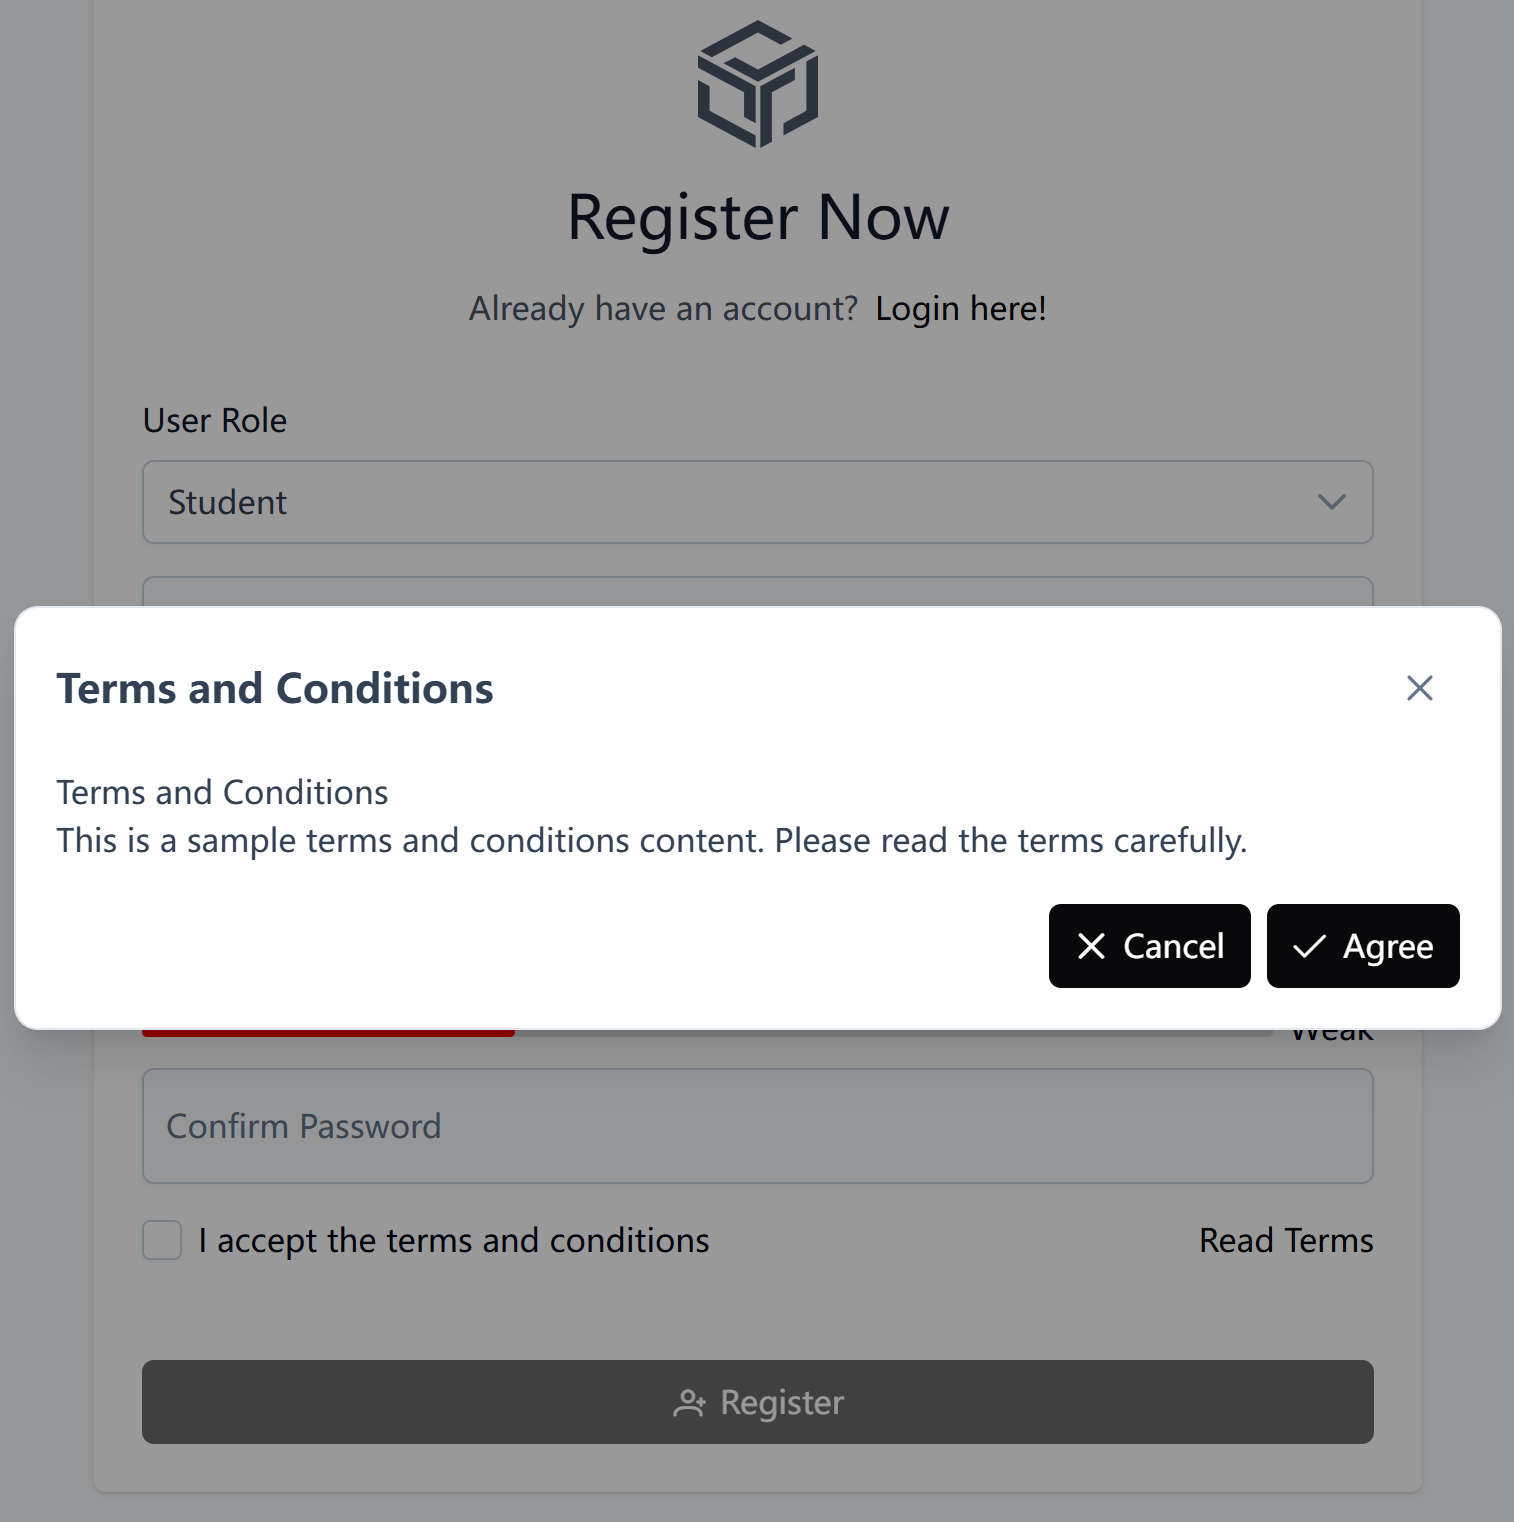 Register Now
Already have an account? Login here!
User Role
Student
Terms and Conditions
Terms and Conditions
This is a sample terms and conditions content. Please read the terms carefully.
Cancel Agree
Weak
Confirm Password
I accept the terms and conditions Read Terms
Register